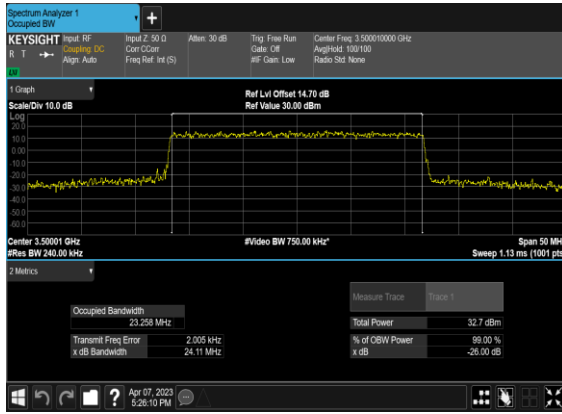 Spectrum Analyzer 1
Occupied BW
+
KEYSIGHT Input: RF Input Z: 50 Ω Atten: 30 dB Trig: Free Run Center Freq: 3.500010000 GHz
R T Coupling: DC Corr CCorr Gate: Off Avg|Hold: 100/100
Align: Auto Freq Ref: Int (S) #IF Gain: Low Radio Std: None
1 Graph
Ref Lvl Offset 14.70 dB
Scale/Div 10.0 dB Ref Value 30.00 dBm
Log
20.0
10.0
0.00
-10.0
-20.0
-30.0
-40.0
-50.0
-60.0
Center 3.50001 GHz #Video BW 750.00 kHz* Span 50 MH
#Res BW 240.00 kHz Sweep 1.13 ms (1001 pts
2 Metrics
Measure Trace Trace 1
Occupied Bandwidth
23.258 MHz Total Power 32.7 dBm
Transmit Freq Error 2.005 kHz % of OBW Power 99.00 %
x dB Bandwidth 24.11 MHz x dB -26.00 dB
? Apr 07, 2023
5:26:10 PM